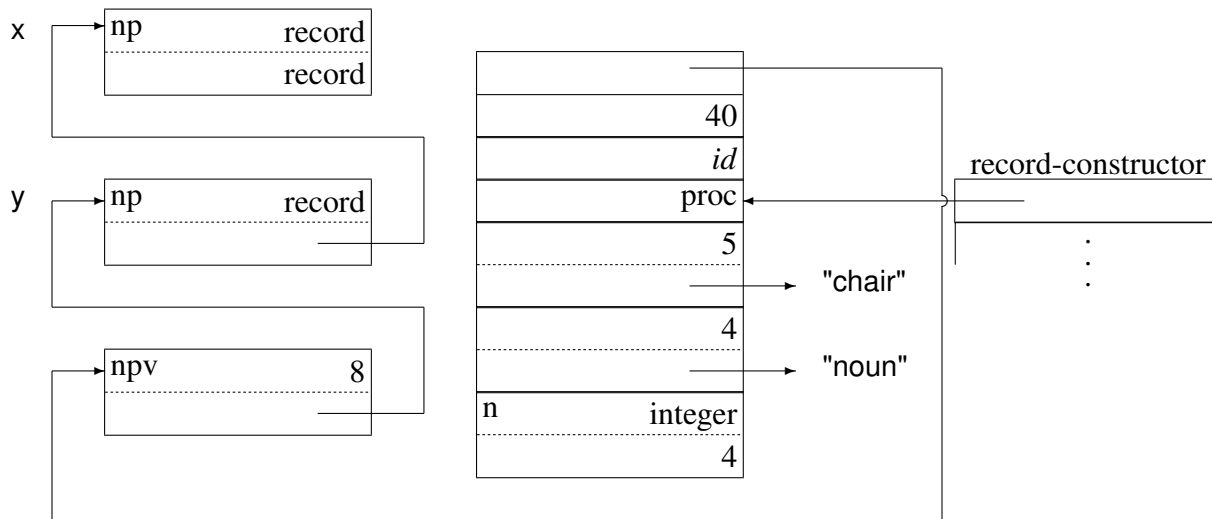 x
np record
record
y
np record
npv 8
40
id
proc
5
"chair"
4
"noun"
n integer
4
record-constructor